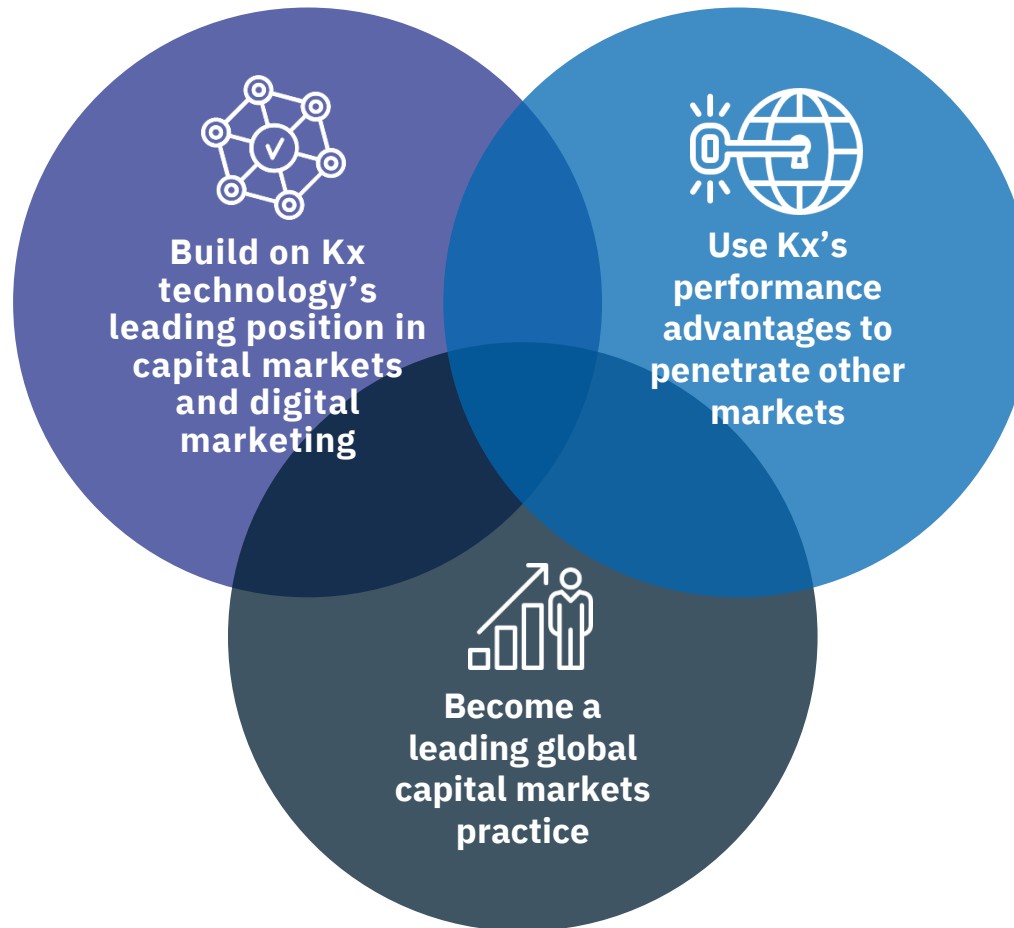 Build on Kx
technology’s
leading position in
capital markets
and digital
marketing
Use Kx’s
performance
advantages to
penetrate other
markets
Become a
leading global
capital markets
practice